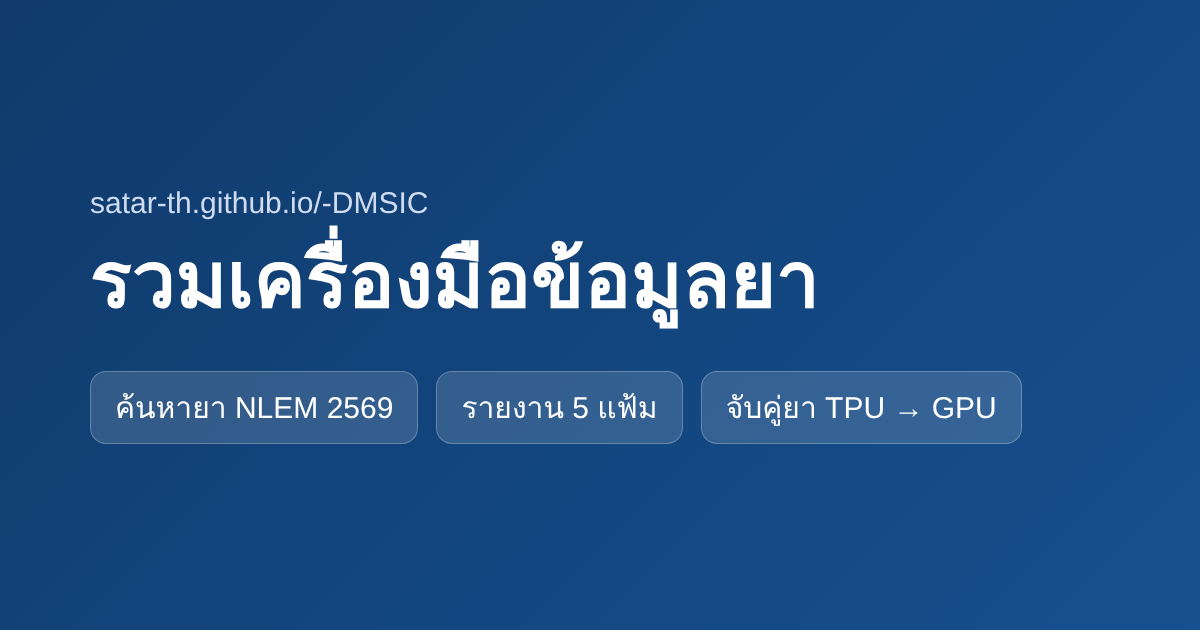 satar-th.github.io/-DMSIC
รวมเครื่องมือข้อมูลยา
ค้นหายา NLEM 2569
รายงาน 5 แฟ้ม
จับคู่ยา TPU → GPU